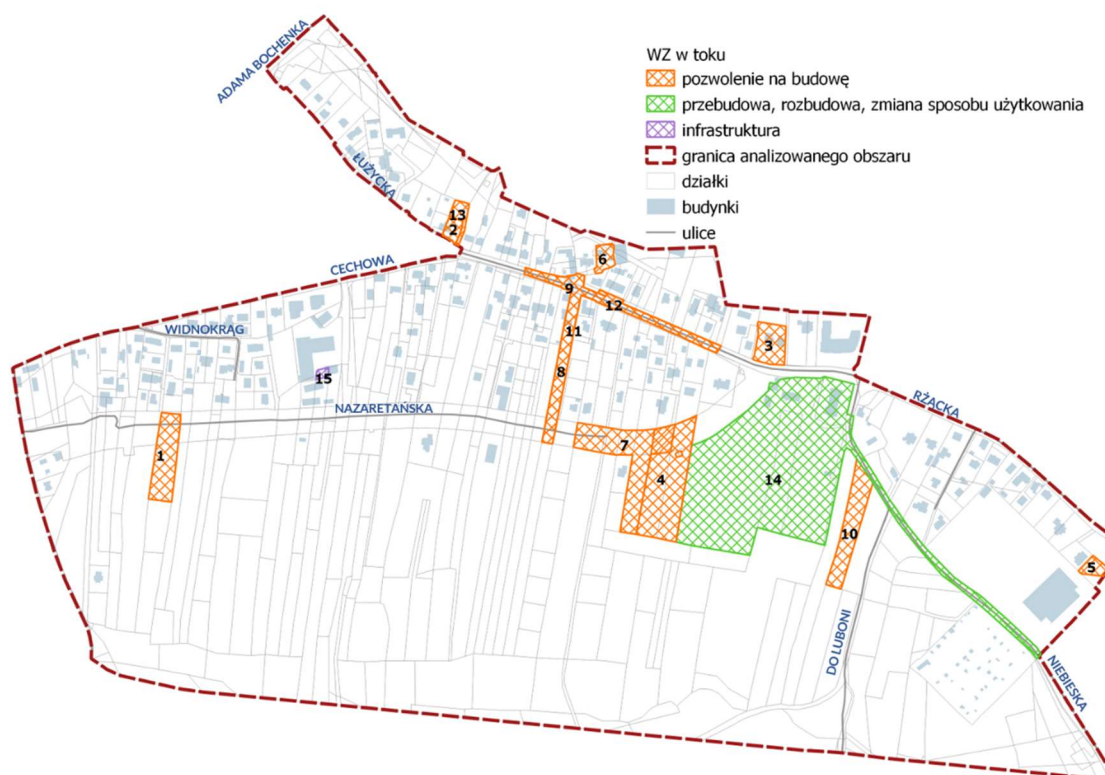 WZ w toku
pozwolenie na budowę
przebudowa, rozbudowa, zmiana sposobu użytkowania
infrastruktura
granica analizowanego obszaru
działki
budynki
ulice
ADAMA BOCHENKA
ŁUŻYCKA
13
2
CECHOWA
6
9
12
WIDNOKRĄG
11
3
8
15
NAZARETAŃSKA
RŻĄCKA
7
1
4
14
10
5
DO LUBONI
NIEBIESKA